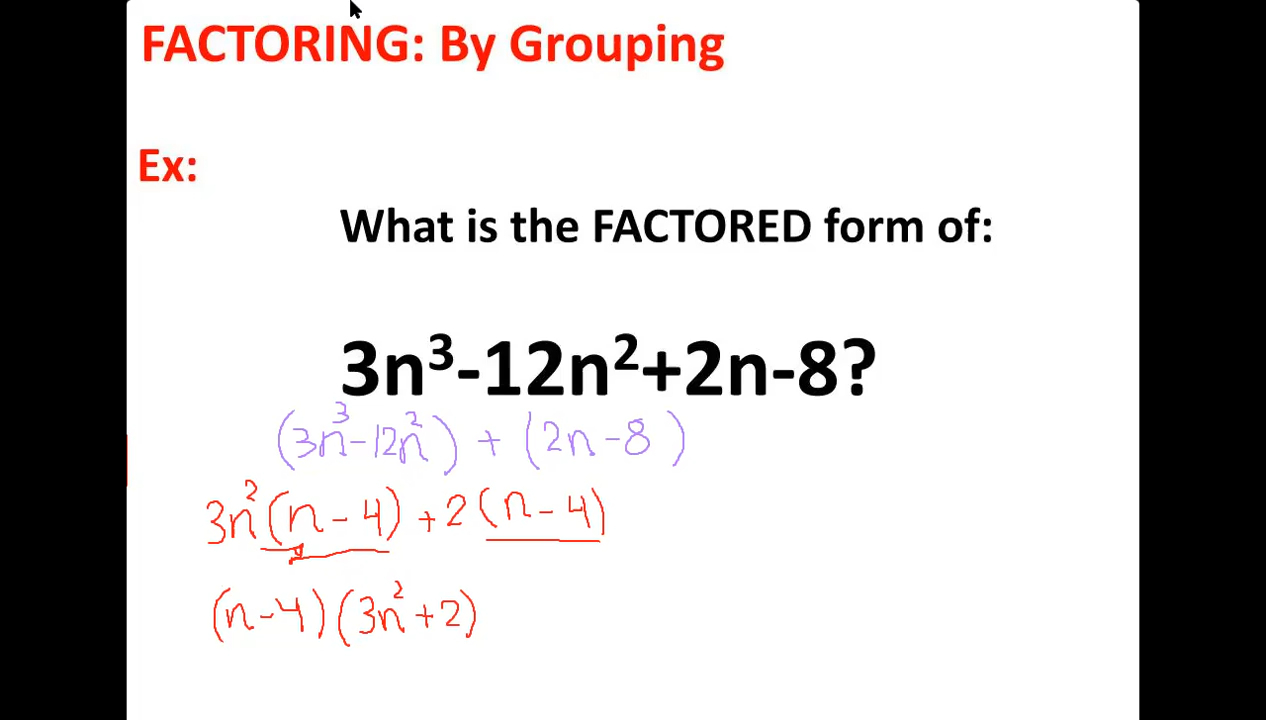 FACTORING: By Grouping
Ex:
What is the FACTORED form of:
3n³-12n²+2n-8?
(3n³-12n²) + (2n-8)
3n²(n-4) + 2(n-4)
(n-4)(3n²+2)